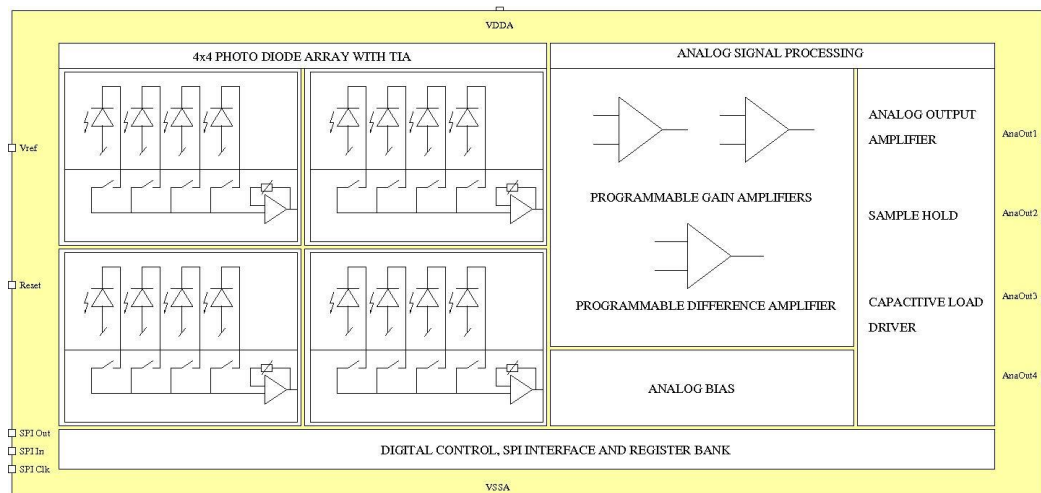 VDDA
4x4 PHOTO DIODE ARRAY WITH TIA
ANALOG SIGNAL PROCESSING
Vref
Reset
SPI Out
SPI In
SPI Clk
PROGRAMMABLE GAIN AMPLIFIERS
PROGRAMMABLE DIFFERENCE AMPLIFIER
ANALOG BIAS
ANALOG OUTPUT
AMPLIFIER
SAMPLE HOLD
CAPACITIVE LOAD
DRIVER
AnaOut1
AnaOut2
AnaOut3
AnaOut4
DIGITAL CONTROL, SPI INTERFACE AND REGISTER BANK
VSSA